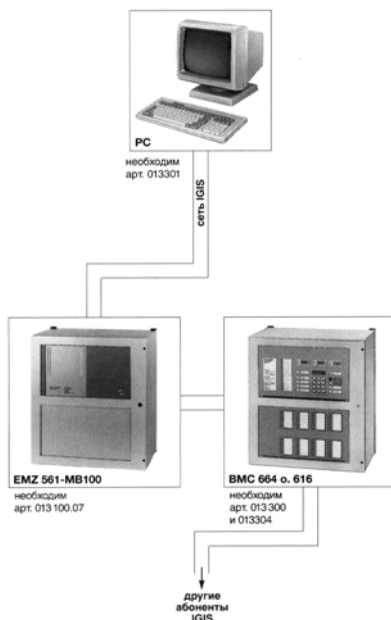 PC
необходим
арт. 013301
сеть IGIS
EMZ 561-MB100
необходим
арт. 013 100.07
BMC 664 o. 616
необходим
арт. 013 300
и 013304
другие
абоненты
IGIS